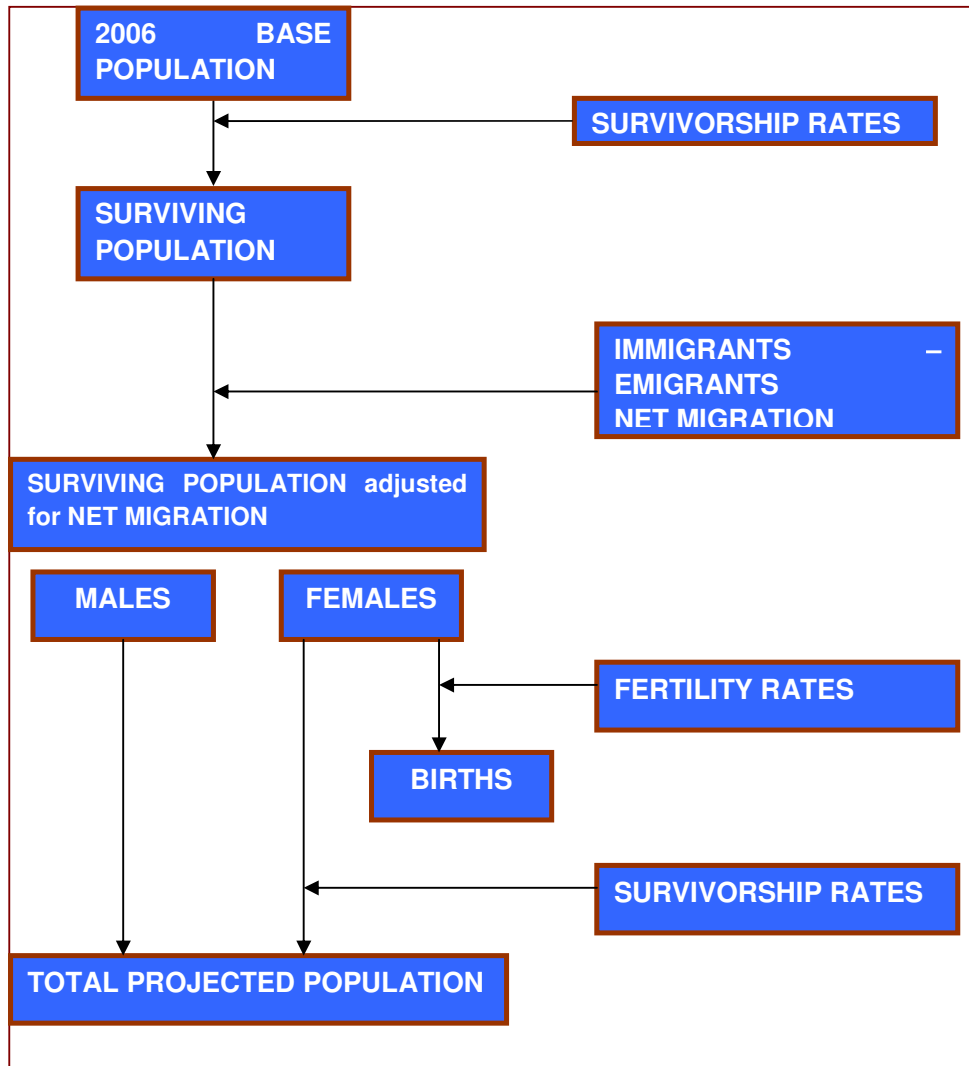 2006 BASE
POPULATION
SURVIVORSHIP RATES
SURVIVING
POPULATION
IMMIGRANTS –
EMIGRANTS
NET MIGRATION
SURVIVING POPULATION adjusted
for NET MIGRATION
MALES
FEMALES
FERTILITY RATES
BIRTHS
SURVIVORSHIP RATES
TOTAL PROJECTED POPULATION